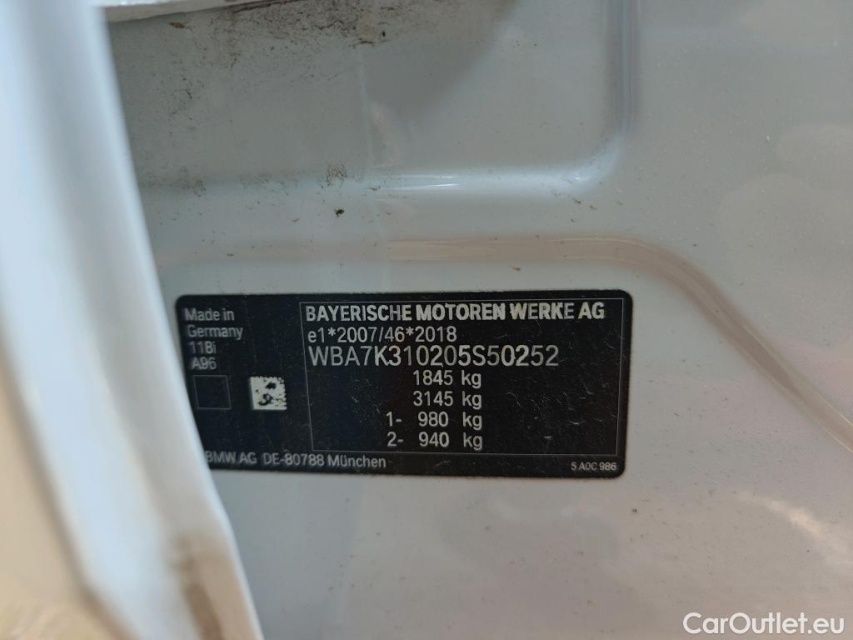 Made in
Germany
118i
A96
BAYERISCHE MOTOREN WERKE AG
e1*2007/46*2018
WBA7K310205S50252
1845 kg
3145 kg
1- 980 kg
2- 940 kg
BMW AG DE-80788 München
5 A0C 986
CarOutlet.eu